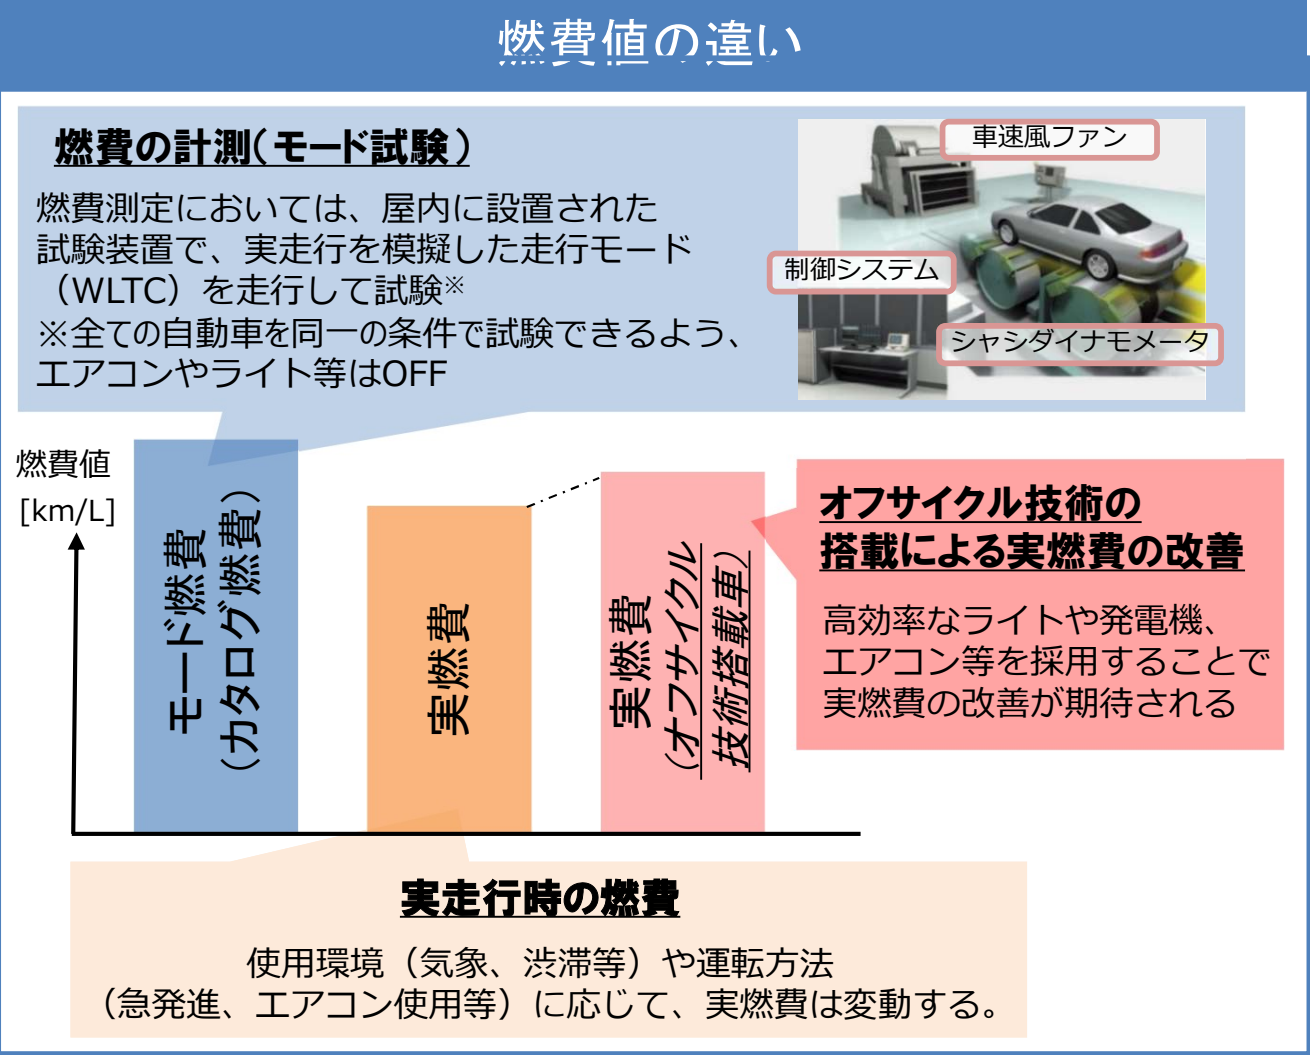 燃費値の違い
燃費の計測(モード試験)
燃費測定においては、屋内に設置された
試験装置で、実走行を模擬した走行モード
（WLTC）を走行して試験※
※全ての自動車を同一の条件で試験できるよう、
エアコンやライト等はOFF
車速風ファン
制御システム
シャシダイナモメータ
燃費値
[km/L]
モード燃費
(カタログ燃費)
実燃費
実燃費
(オフサイクル
技術搭載車)
オフサイクル技術の
搭載による実燃費の改善
高効率なライトや発電機、
エアコン等を採用することで
実燃費の改善が期待される
実走行時の燃費
使用環境（気象、渋滞等）や運転方法
（急発進、エアコン使用等）に応じて、実燃費は変動する。